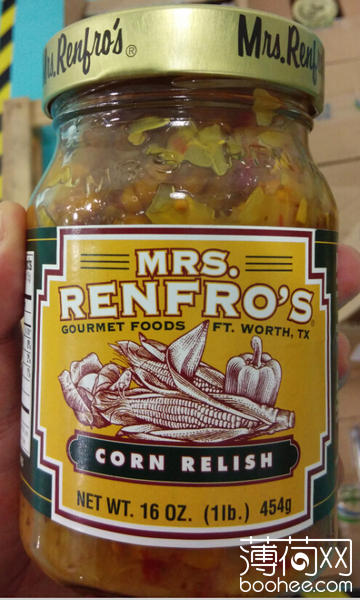 Mrs. Renfro's®
Mrs. Renf
MRS.
RENFRO'S®
GOURMET FOODS FT. WORTH, TX
CORN RELISH
NET WT. 16 OZ. (1lb.) 454g
薄荷网
boohee.com